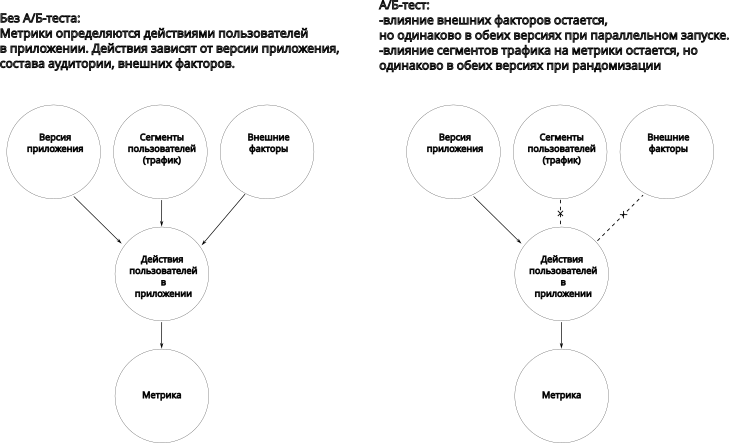 Без А/Б-теста:
Метрики определяются действиями пользователей
в приложении. Действия зависят от версии приложения,
состава аудитории, внешних факторов.
Версия
приложения
Сегменты
пользователей
(трафик)
Внешние
факторы
Действия
пользователей
в
приложении
Метрика
А/Б-тест:
-влияние внешних факторов остается,
но одинаково в обеих версиях при параллельном запуске.
-влияние сегментов трафика на метрики остается, но
одинаково в обеих версиях при рандомизации
Версия
приложения
Сегменты
пользователей
(трафик)
Внешние
факторы
Действия
пользователей
в
приложении
Метрика